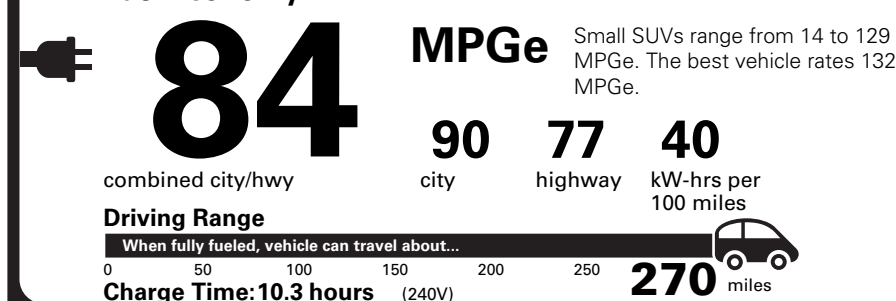 84
MPGe
Small SUVs range from 14 to 129
MPGe. The best vehicle rates 132
MPGe.
90 77 40
combined city/hwy city highway kW-hrs per
100 miles
Driving Range
When fully fueled, vehicle can travel about...
0 50 100 150 200 250 270 miles
Charge Time: 10.3 hours (240V)